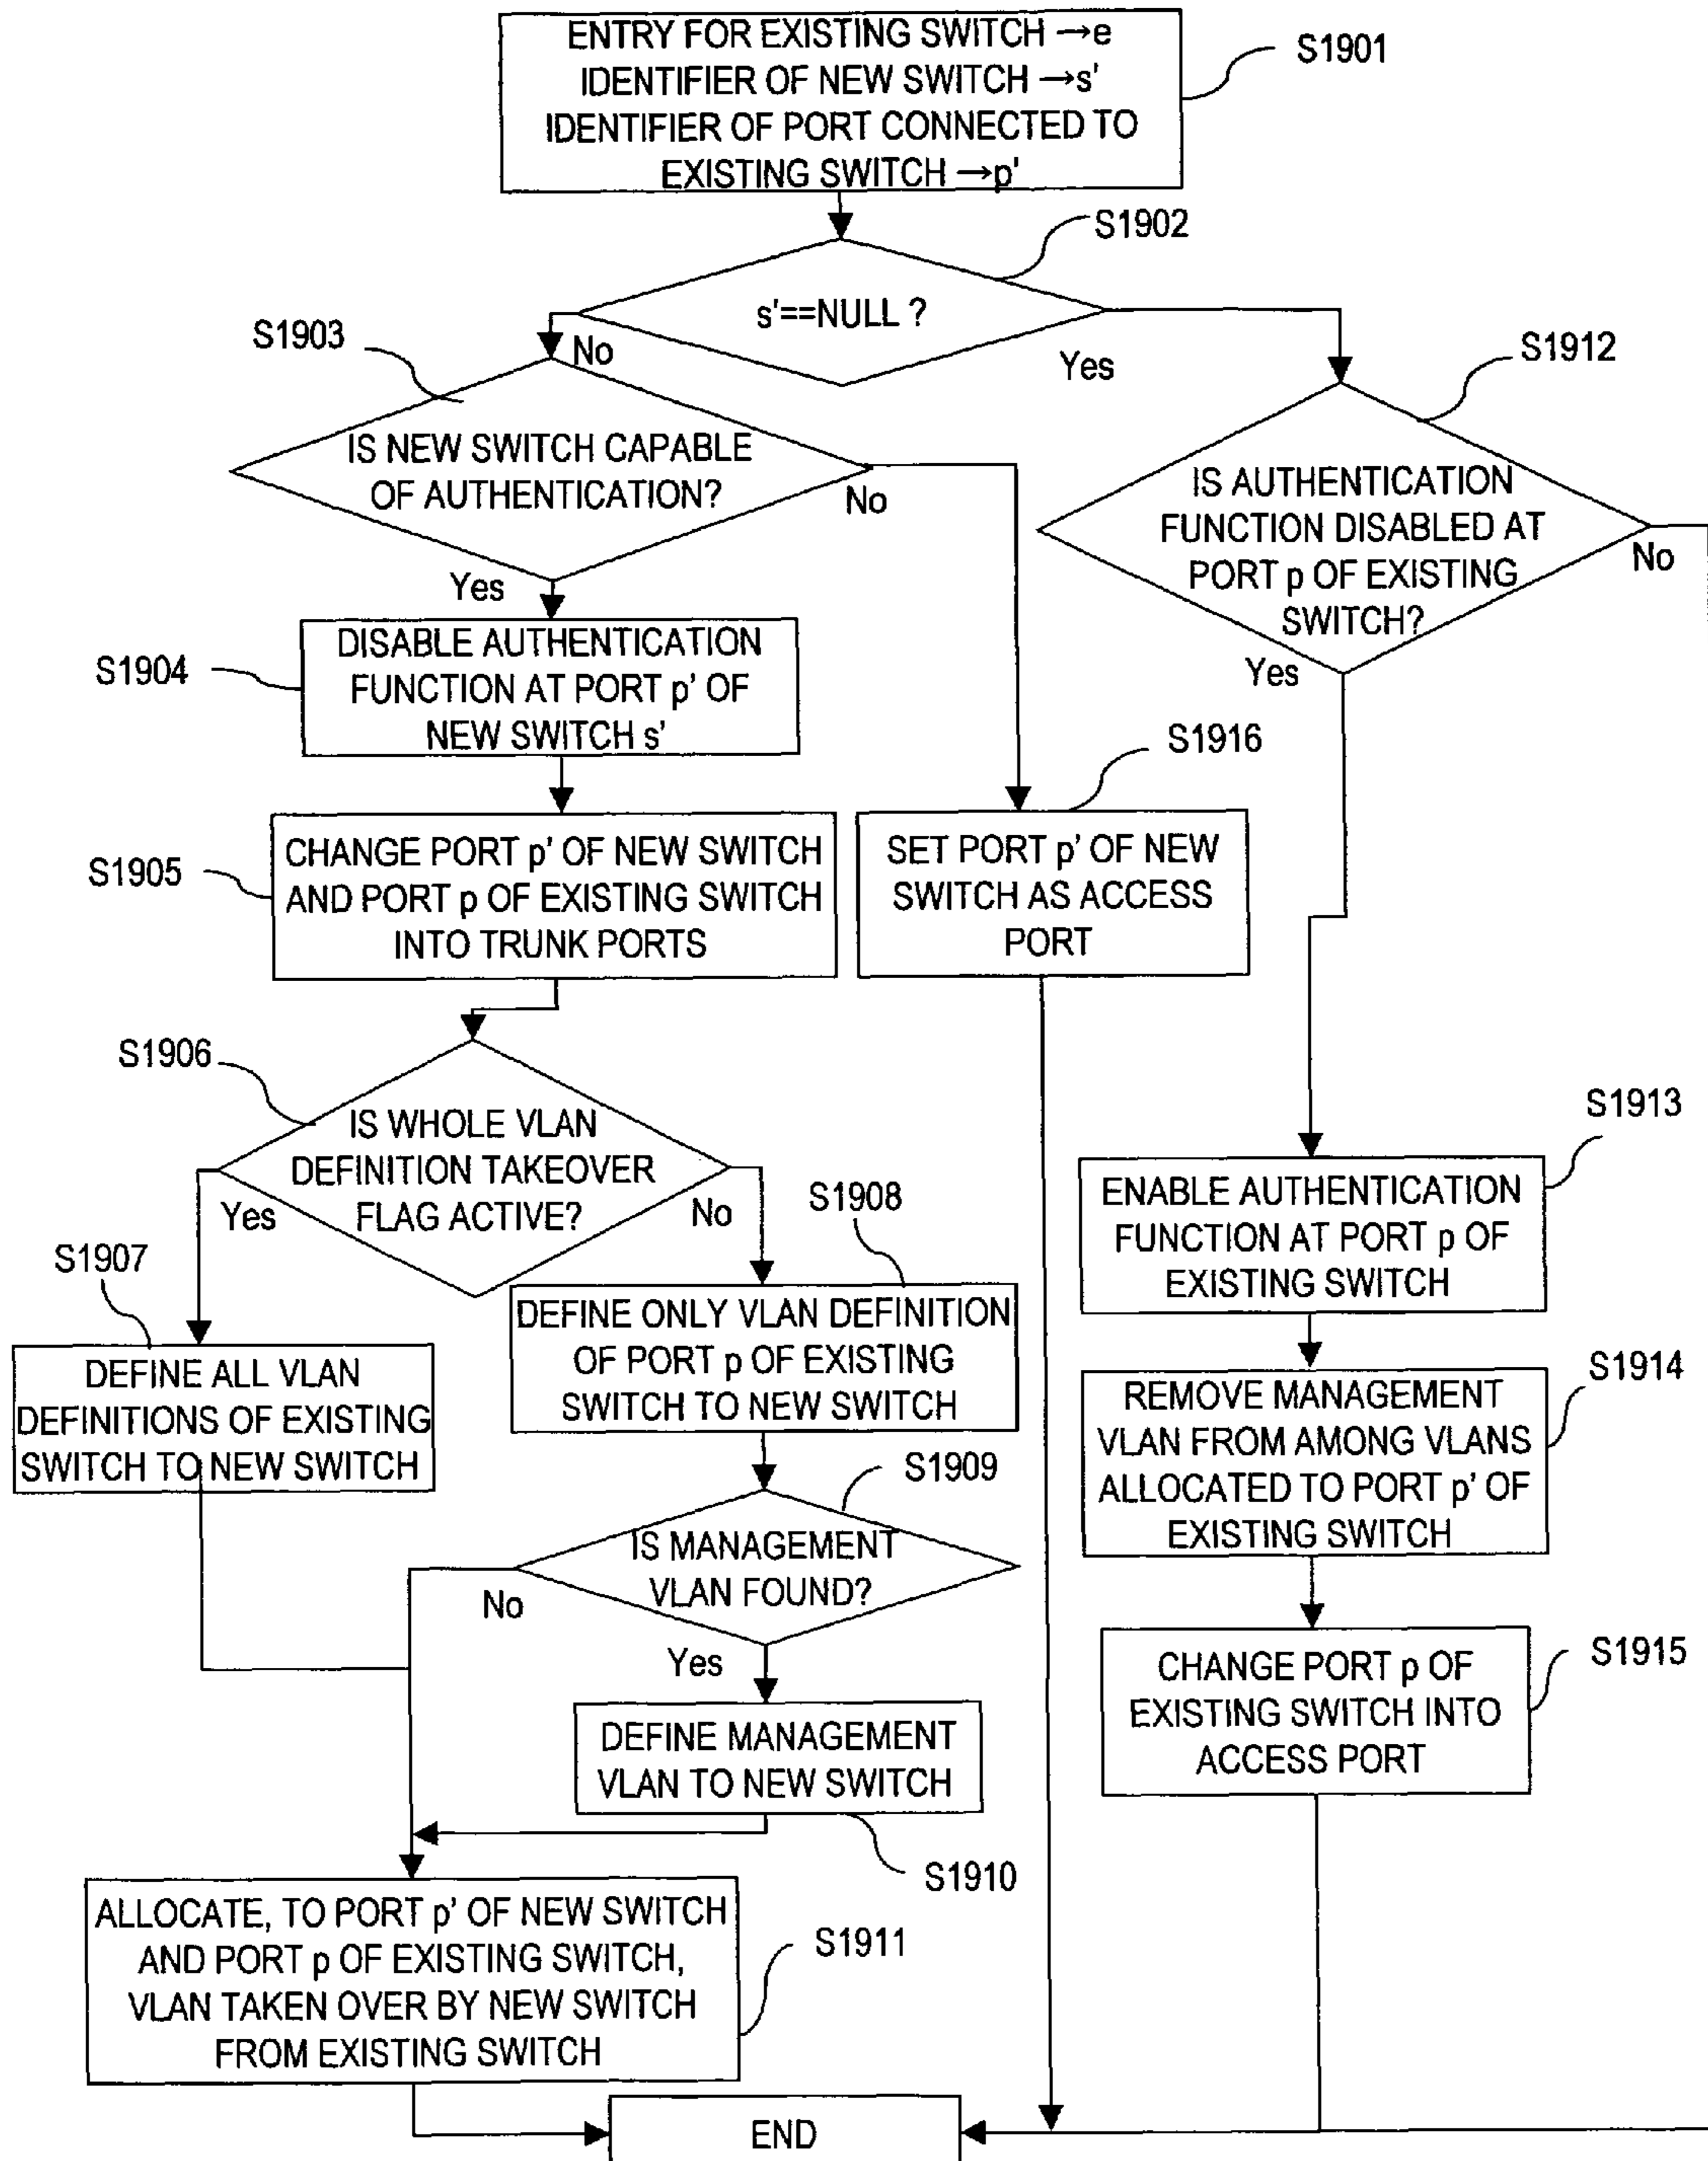 ENTRY FOR EXISTING SWITCH →e
IDENTIFIER OF NEW SWITCH →s'
IDENTIFIER OF PORT CONNECTED TO
EXISTING SWITCH →p'
S1901
S1902
s'==NULL ?
No
Yes
S1903
IS NEW SWITCH CAPABLE
OF AUTHENTICATION?
No
Yes
S1912
IS AUTHENTICATION
FUNCTION DISABLED AT
PORT p OF EXISTING
SWITCH?
No
Yes
S1904
DISABLE AUTHENTICATION
FUNCTION AT PORT p' OF
NEW SWITCH s'
S1905
CHANGE PORT p' OF NEW SWITCH
AND PORT p OF EXISTING SWITCH
INTO TRUNK PORTS
S1916
SET PORT p' OF NEW
SWITCH AS ACCESS
PORT
S1906
IS WHOLE VLAN
DEFINITION TAKEOVER
FLAG ACTIVE?
Yes
No
S1907
DEFINE ALL VLAN
DEFINITIONS OF EXISTING
SWITCH TO NEW SWITCH
S1908
DEFINE ONLY VLAN DEFINITION
OF PORT p OF EXISTING
SWITCH TO NEW SWITCH
S1913
ENABLE AUTHENTICATION
FUNCTION AT PORT p OF
EXISTING SWITCH
S1909
IS MANAGEMENT
VLAN FOUND?
No
Yes
S1914
REMOVE MANAGEMENT
VLAN FROM AMONG VLANS
ALLOCATED TO PORT p' OF
EXISTING SWITCH
DEFINE MANAGEMENT
VLAN TO NEW SWITCH
S1910
S1915
CHANGE PORT p OF
EXISTING SWITCH INTO
ACCESS PORT
ALLOCATE, TO PORT p' OF NEW SWITCH
AND PORT p OF EXISTING SWITCH,
VLAN TAKEN OVER BY NEW SWITCH
FROM EXISTING SWITCH
S1911
END